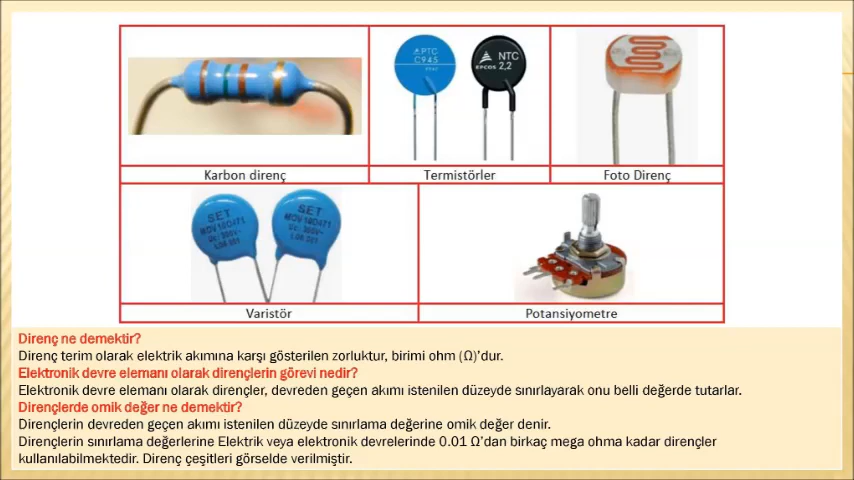 PTC
C945
NTC
EPCOS 2,2
Karbon direnç
Termistörler
Foto Direnç
SET
MOV 10D471
SET
MOV 10D471
Varistör
Potansiyometre
Direnç ne demektir?
Direnç terim olarak elektrik akımına karşı gösterilen zorluktur, birimi ohm (Ω)’dur.
Elektronik devre elemanı olarak dirençlerin görevi nedir?
Elektronik devre elemanı olarak dirençler, devreden geçen akımı istenilen düzeyde sınırlayarak onu belli değerde tutarlar.
Dirençlerde omik değer ne demektir?
Dirençlerin devreden geçen akımı istenilen düzeyde sınırlama değerine omik değer denir.
Dirençlerin sınırlama değerlerine Elektrik veya elektronik devrelerinde 0.01 Ω’dan birkaç mega ohma kadar dirençler
kullanılabilmektedir. Direnç çeşitleri görselde verilmiştir.